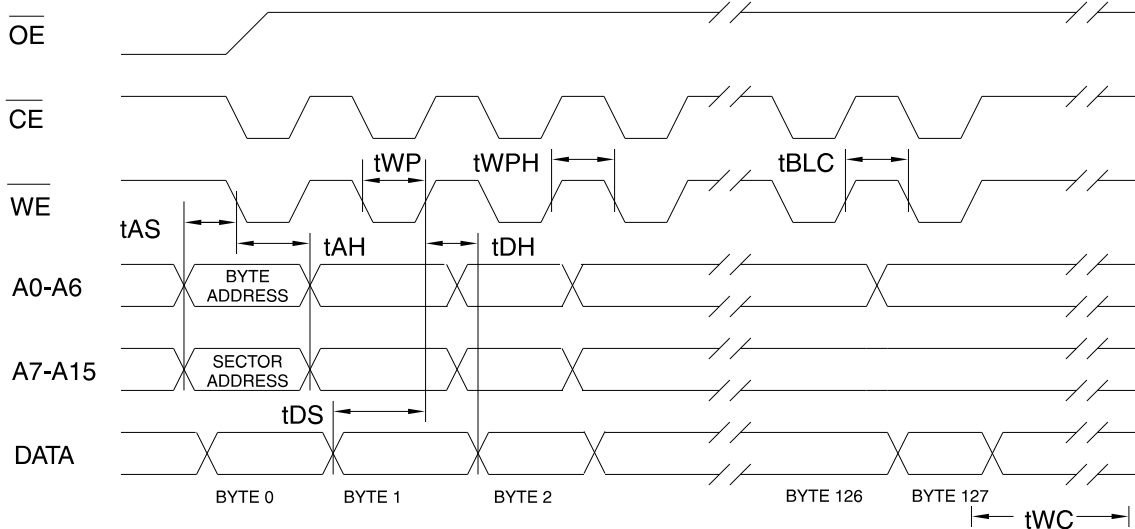 OE
CE
tWP
tWPH
tBLC
WE
tAS
tAH
tDH
A0-A6
BYTE
ADDRESS
A7-A15
SECTOR
ADDRESS
tDS
DATA
BYTE 0
BYTE 1
BYTE 2
BYTE 126
BYTE 127
tWC